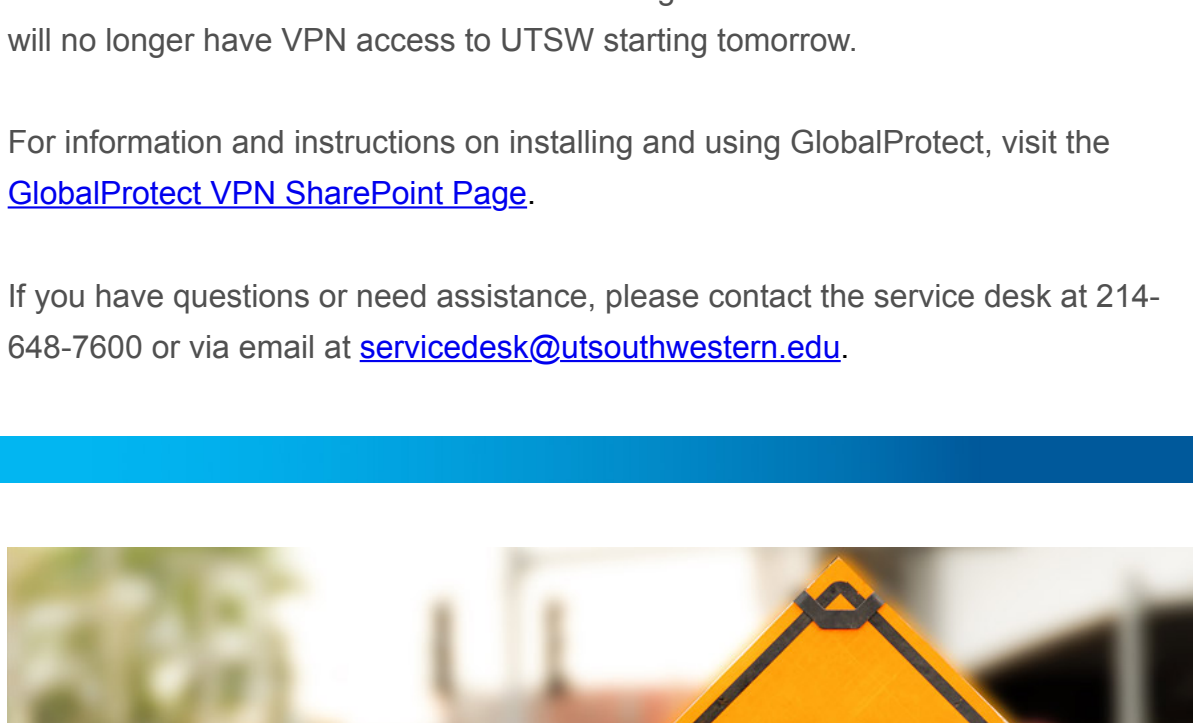 will no longer have VPN access to UTSW starting tomorrow.
For information and instructions on installing and using GlobalProtect, visit the
GlobalProtect VPN SharePoint Page.
If you have questions or need assistance, please contact the service desk at 214-
648-7600 or via email at servicedesk@utsouthwestern.edu.